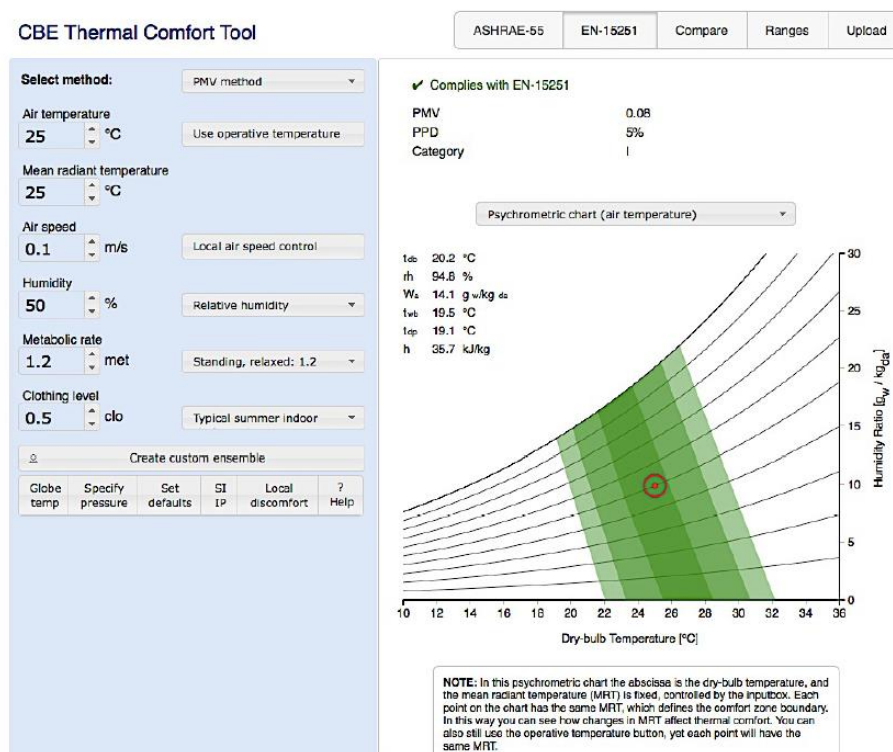 CBE Thermal Comfort Tool
ASHRAE-55 EN-15251 Compare Ranges Upload
Select method: PMV method
Air temperature
25 °C Use operative temperature
Mean radiant temperature
25 °C
Air speed
0.1 m/s Local air speed control
Humidity
50 % Relative humidity
Metabolic rate
1.2 met Standing, relaxed: 1.2
Clothing level
0.5 clo Typical summer indoor
Create custom ensemble
Globe temp Specify pressure Set defaults SI IP Local discomfort ? Help
✔ Complies with EN-15251
PMV 0.08
PPD 5%
Category I
Psychrometric chart (air temperature)
tdb 20.2 °C
rh 94.8 %
Wa 14.1 g w/kg da
twb 19.5 °C
tdp 19.1 °C
h 35.7 kJ/kg
30
25
20
15
10
5
0
Humidity Ratio [gw / kgda]
10 12 14 16 18 20 22 24 26 28 30 32 34 36
Dry-bulb Temperature [°C]
NOTE: In this psychrometric chart the abscissa is the dry-bulb temperature, and
the mean radiant temperature (MRT) is fixed, controlled by the inputbox. Each
point on the chart has the same MRT, which defines the comfort zone boundary.
In this way you can see how changes in MRT affect thermal comfort. You can
also still use the operative temperature button, yet each point will have the
same MRT.